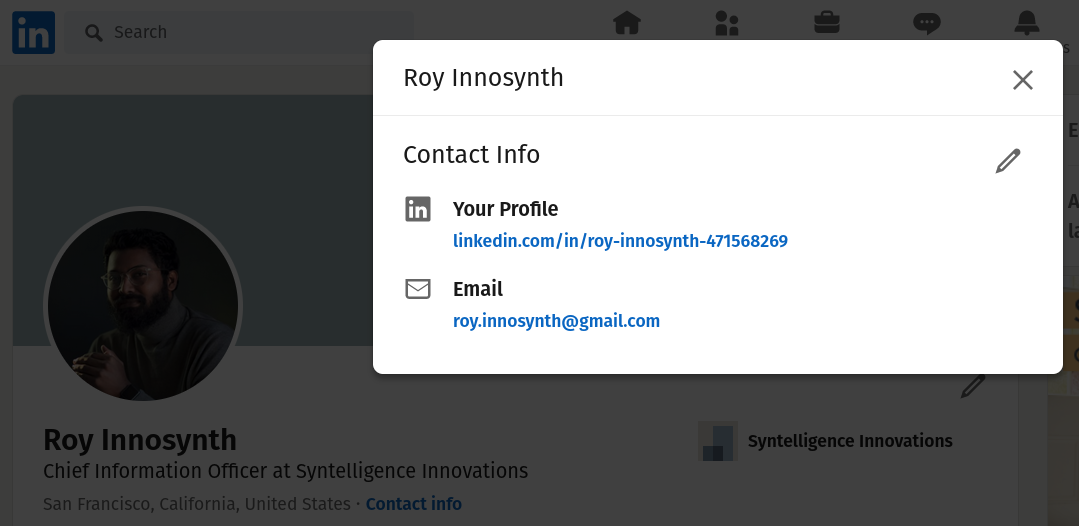 in
Search
Roy Innosynth
Contact Info
in
Your Profile
linkedin.com/in/roy-innosynth-471568269
Email
roy.innosynth@gmail.com
Roy Innosynth
Chief Information Officer at Syntelligence Innovations
San Francisco, California, United States · Contact info
Syntelligence Innovations